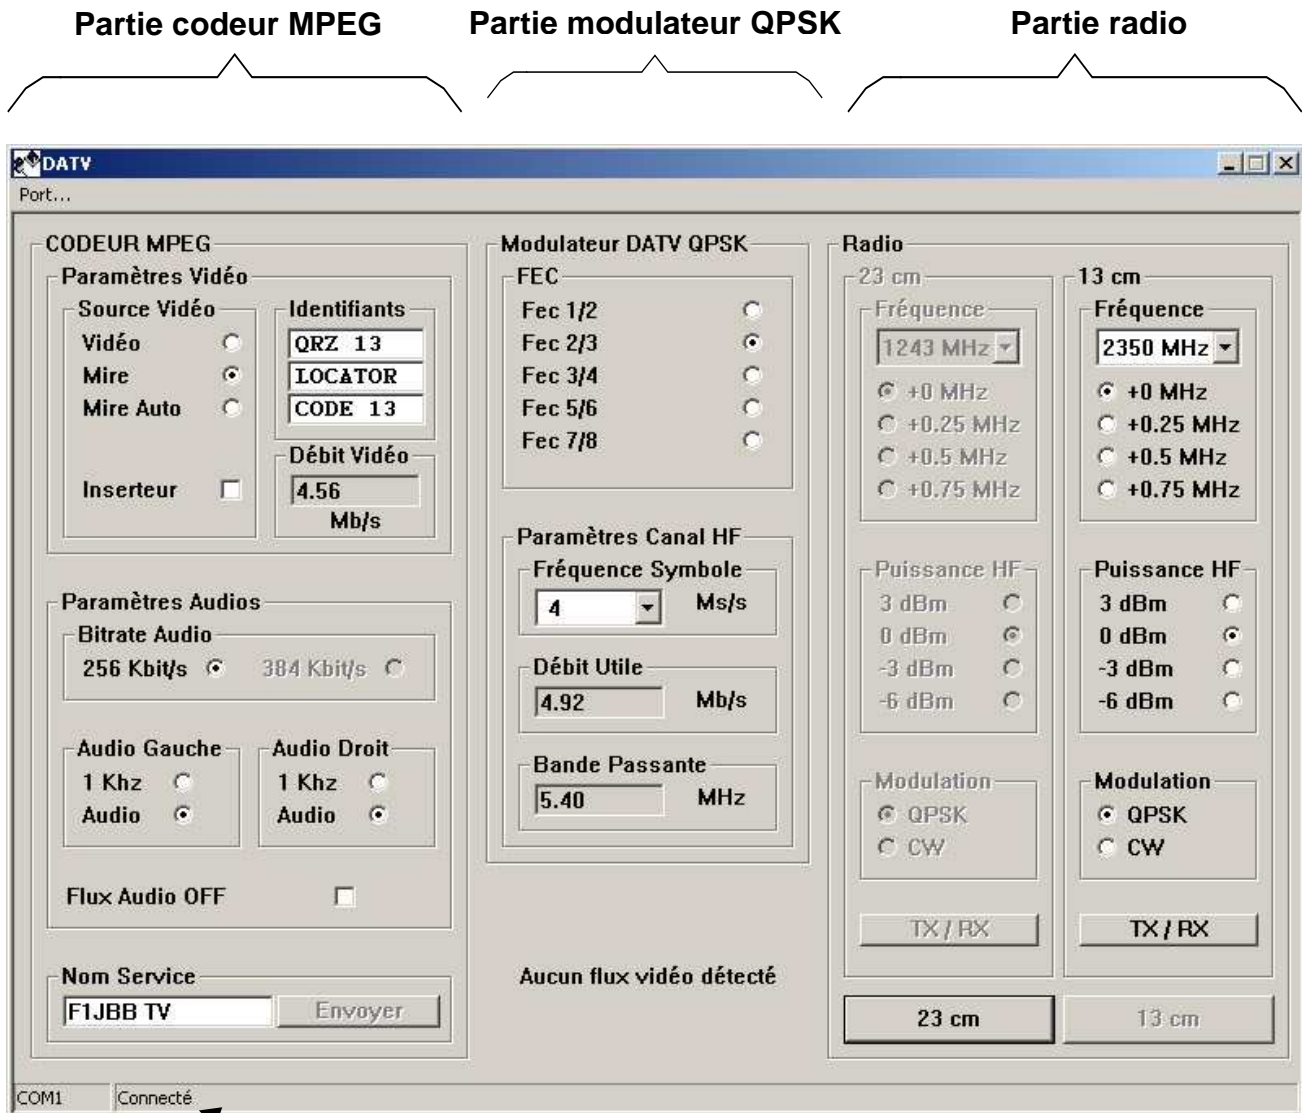 Partie codeur MPEG
Partie modulateur QPSK
Partie radio
DATV
Port...
CODEUR MPEG
Paramètres Vidéo
Source Vidéo
Vidéo
Mire
Mire Auto
Inserteur
Identifiants
QRZ 13
LOCATOR
CODE 13
Débit Vidéo
4.56
Mb/s
Paramètres Audios
Bitrate Audio
256 Kbit/s 384 Kbit/s
Audio Gauche
1 Khz
Audio
Audio Droit
1 Khz
Audio
Flux Audio OFF
Nom Service
F1JBB TV Envoyer
Modulateur DATV QPSK
FEC
Fec 1/2
Fec 2/3
Fec 3/4
Fec 5/6
Fec 7/8
Paramètres Canal HF
Fréquence Symbole
4 Ms/s
Débit Utile
4.92 Mb/s
Bande Passante
5.40 MHz
Aucun flux vidéo détecté
Radio
23 cm
Fréquence
1243 MHz
+0 MHz
+0.25 MHz
+0.5 MHz
+0.75 MHz
Puissance HF
3 dBm
0 dBm
-3 dBm
-6 dBm
Modulation
QPSK
CW
TX / RX
23 cm
13 cm
Fréquence
2350 MHz
+0 MHz
+0.25 MHz
+0.5 MHz
+0.75 MHz
Puissance HF
3 dBm
0 dBm
-3 dBm
-6 dBm
Modulation
QPSK
CW
TX / RX
13 cm
COM1 Connecté